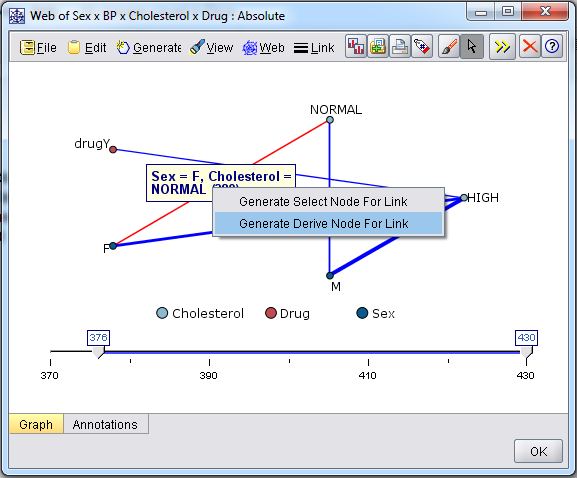 Web of Sex x BP x Cholesterol x Drug : Absolute
File Edit Generate View Web Link
NORMAL
drugY
Sex = F, Cholesterol =
NORMAL
Generate Select Node For Link
HIGH
Generate Derive Node For Link
F
M
Cholesterol Drug Sex
376 430
370 390 410 430
Graph Annotations
OK